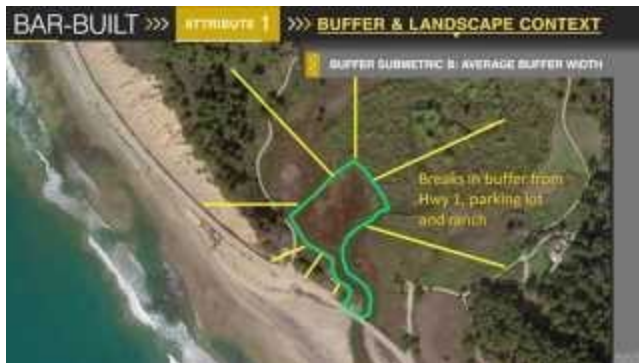 BAR-BUILT >>> ATTRIBUTE 1 >>> BUFFER & LANDSCAPE CONTEXT
BUFFER SUBMETRIC B: AVERAGE BUFFER WIDTH
Breaks in buffer from
Hwy 1, parking lot
and ranch